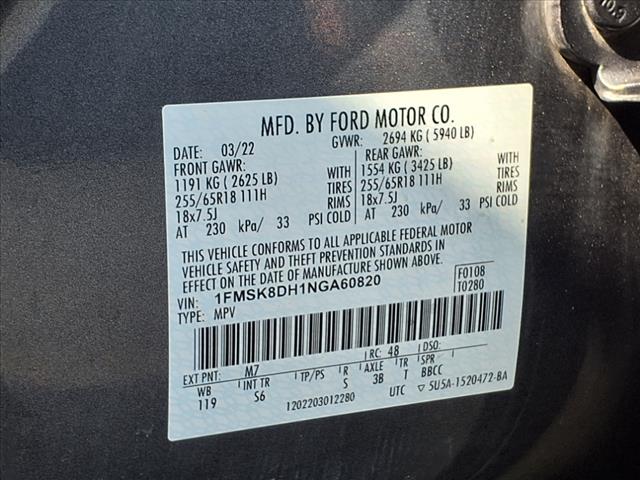 MFD. BY FORD MOTOR CO.
DATE: 03/22 GVWR: 2694 KG ( 5940 LB)
FRONT GAWR: REAR GAWR:
1191 KG ( 2625 LB) WITH 1554 KG ( 3425 LB) WITH
255/65R18 111H TIRES 255/65R18 111H TIRES
18x7.5J RIMS 18x7.5J RIMS
AT 230 kPa/ 33 PSI COLD AT 230 kPa/ 33 PSI COLD
THIS VEHICLE CONFORMS TO ALL APPLICABLE FEDERAL MOTOR
VEHICLE SAFETY AND THEFT PREVENTION STANDARDS IN
EFFECT ON THE DATE OF MANUFACTURE SHOWN ABOVE.
VIN: 1FMSK8DH1NGA60820 F0108
TYPE: MPV T0280
EXT PNT: M7 RC: 48 DSO:
WB INT TR TP/PS R AXLE TR SPR
119 S6 S 3B T BBCC
UTC ▽ 5U5A-1520472-BA
1202203012280